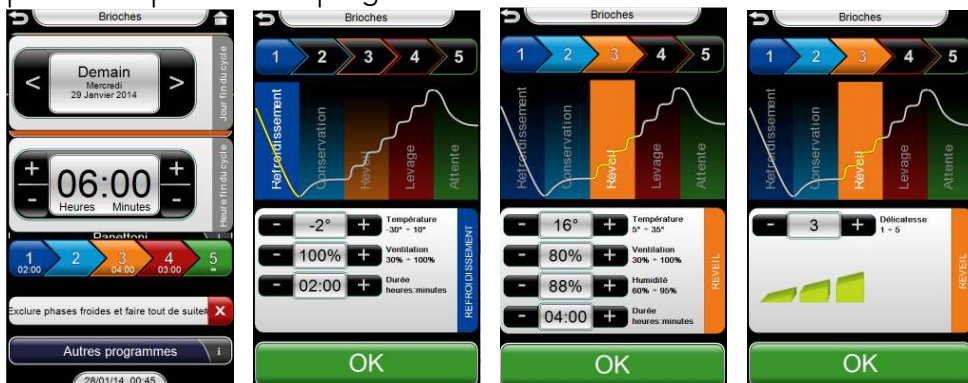 Brioches
Demain
Mercredi
29 Janvier 2014
Jour fin du cycle
06:00
Heures Minutes
Heure fin du cycle
Panettoni
1 2 3 4 5
02:00 04:00 03:00 ∞
Exclure phases froides et faire tout de suite
X
Autres programmes i
28/01/14 00:45
Brioches
1 2 3 4 5
Refroidissement
Conservation
Réveil
Levage
Attente
- -2° + Température
-30° ÷ 10°
- 100% + Ventilation
30% ÷ 100%
- 02:00 + Durée
heures:minutes
REFROIDISSEMENT
OK
Brioches
1 2 3 4 5
Refroidissement
Conservation
Réveil
Levage
Attente
- 16° + Température
5° ÷ 35°
- 80% + Ventilation
30% ÷ 100%
- 88% + Humidité
60% ÷ 95%
- 04:00 + Durée
heures:minutes
REVEIL
OK
Brioches
1 2 3 4 5
Refroidissement
Conservation
Réveil
Levage
Attente
- 3 + Délicatesse
1 ÷ 5
REVEIL
OK